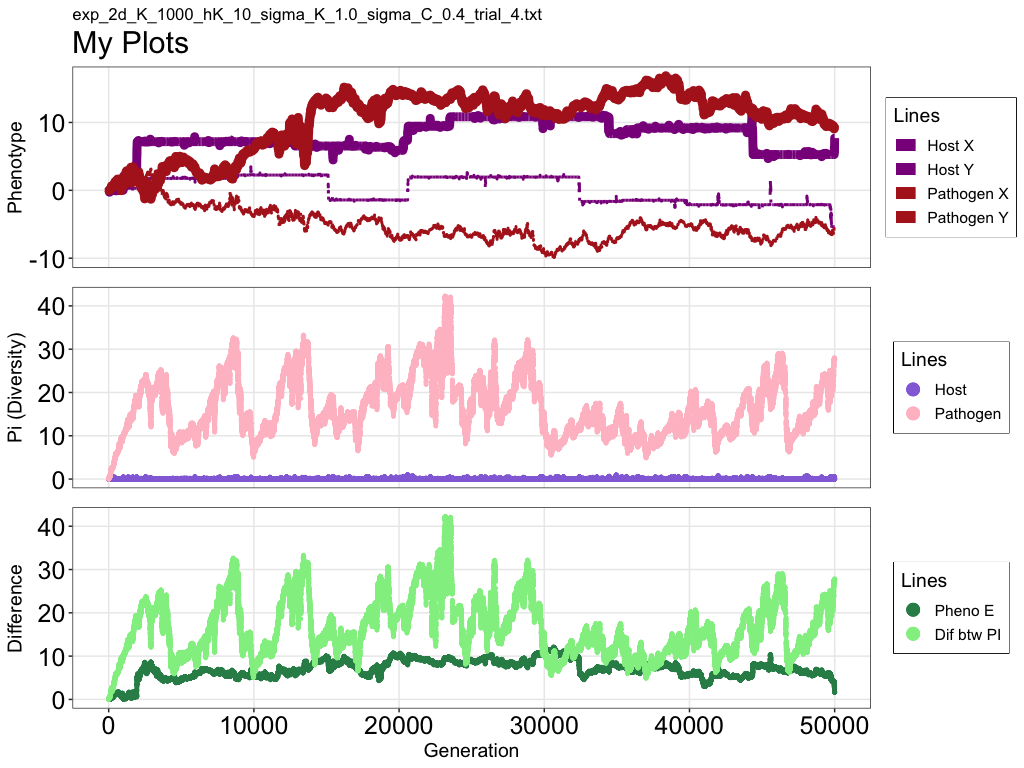 exp_2d_K_1000_hK_10_sigma_K_1.0_sigma_C_0.4_trial_4.txt
My Plots
Phenotype
10
0
-10
Lines
Host X
Host Y
Pathogen X
Pathogen Y
Pi (Diversity)
40
30
20
10
0
Lines
Host
Pathogen
Difference
40
30
20
10
0
Lines
Pheno E
Dif btw PI
0 10000 20000 30000 40000 50000
Generation